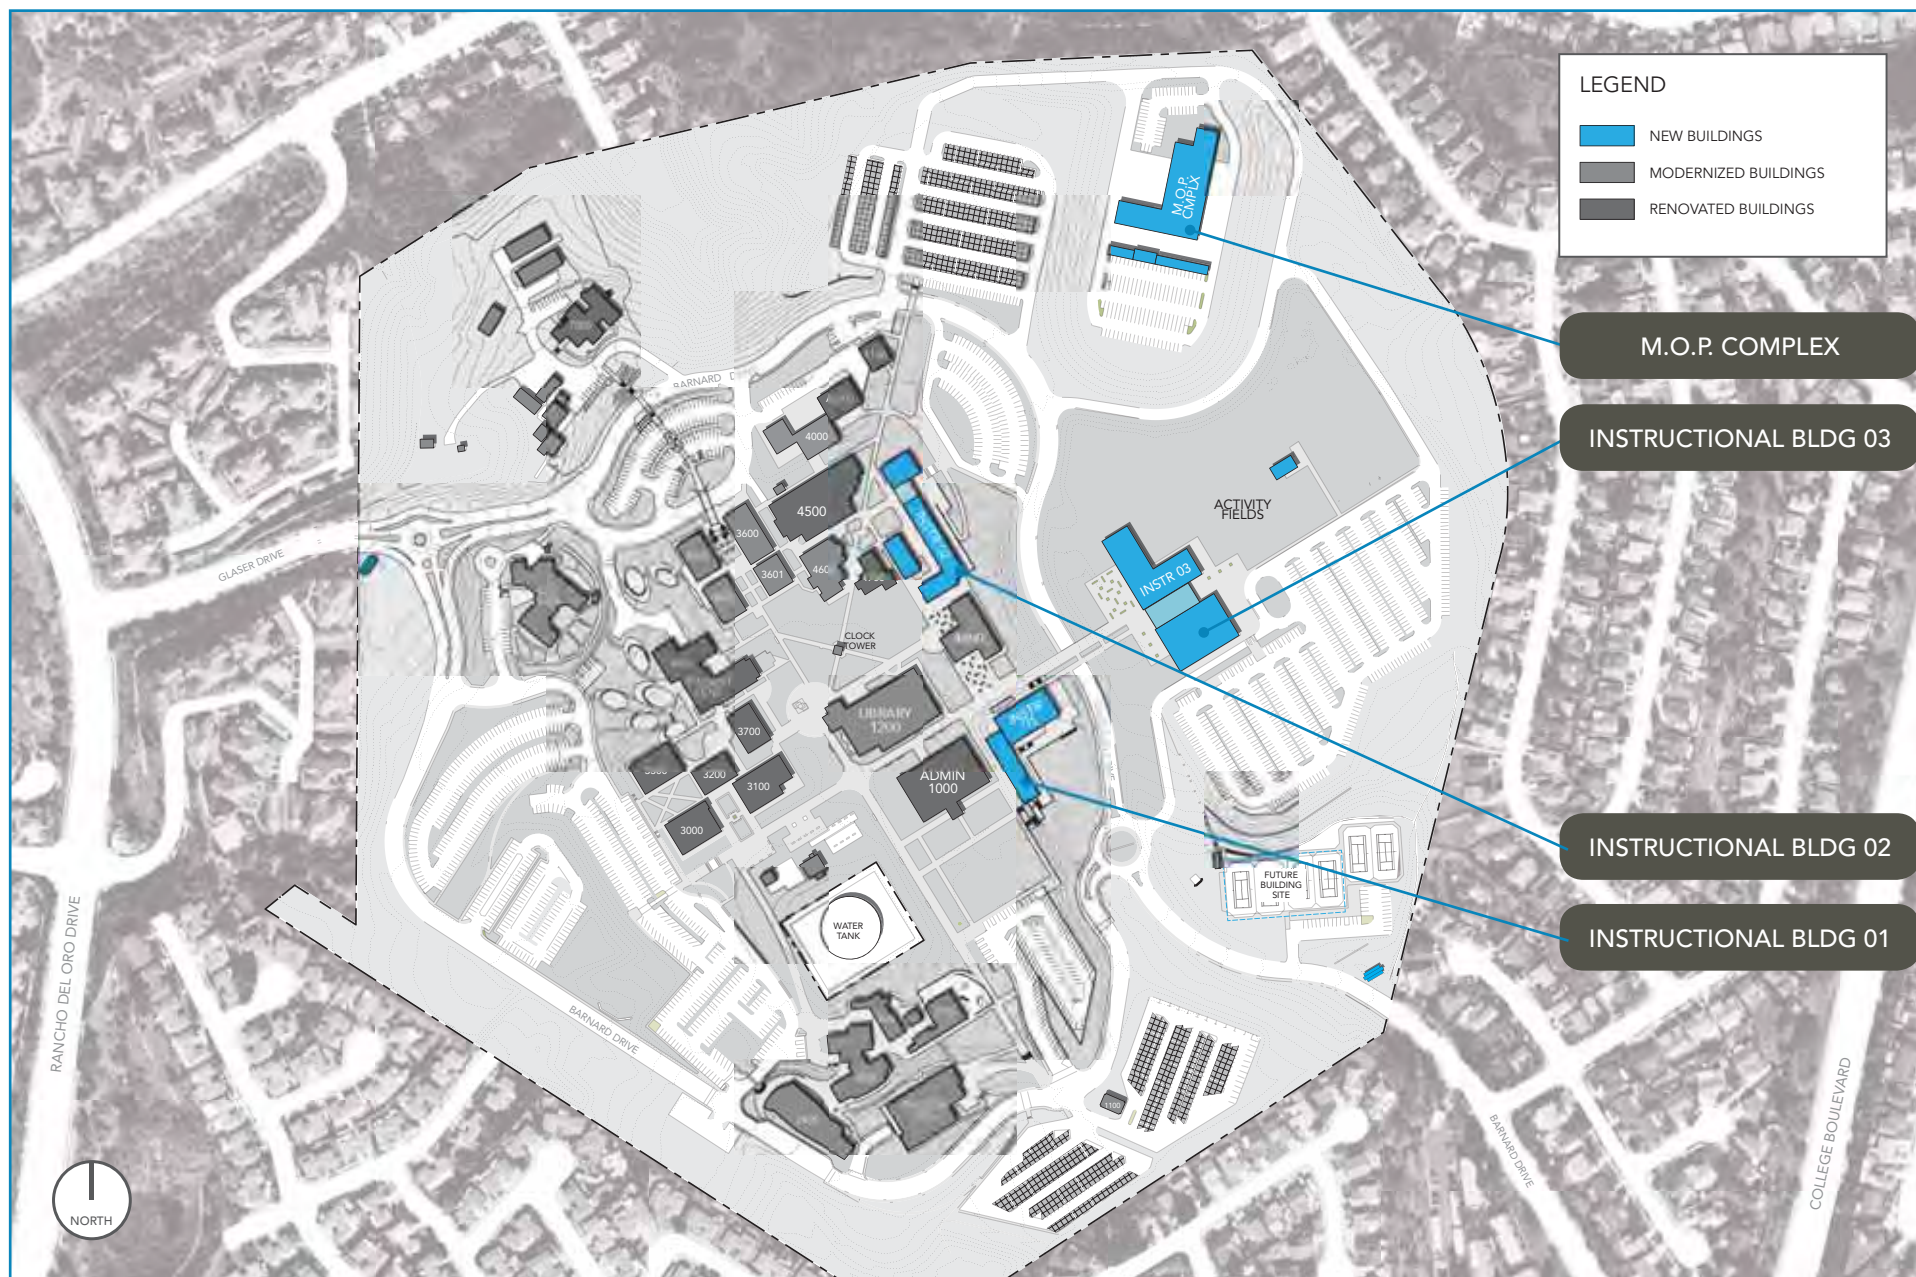 LEGEND
NEW BUILDINGS
MODERNIZED BUILDINGS
RENOVATED BUILDINGS
M.O.P.
CMPLX
M.O.P. COMPLEX
BARNARD
INSTRUCTIONAL BLDG 03
4000
4500
ACTIVITY
FIELDS
3600
GLASER DRIVE
3601
INSTR 03
CLOCK
TOWER
LIBRARY
1200
3700
3200
3100
ADMIN
1000
3000
INSTRUCTIONAL BLDG 02
FUTURE
BUILDING
SITE
WATER
TANK
INSTRUCTIONAL BLDG 01
RANCHO DEL ORO DRIVE
BARNARD DRIVE
1100
BARNARD DRIVE
COLLEGE BOULEVARD
NORTH